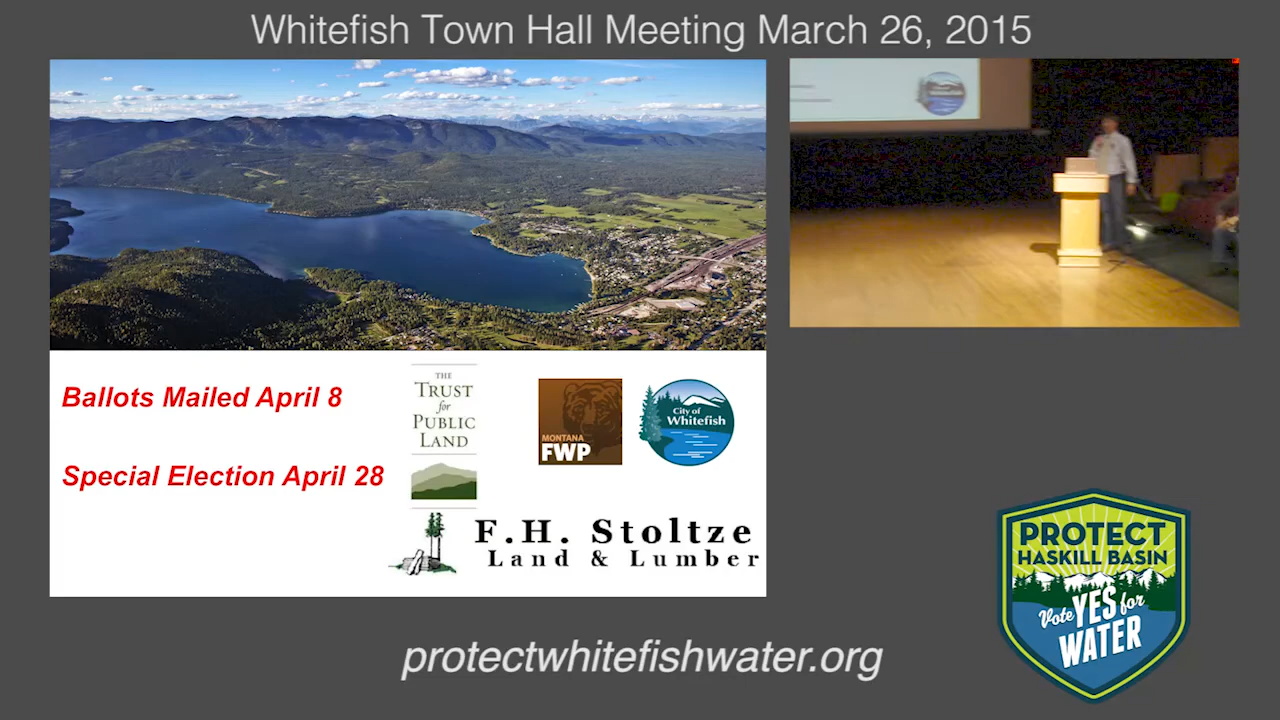 Whitefish Town Hall Meeting March 26, 2015
Ballots Mailed April 8
Special Election April 28
THE
TRUST
for
PUBLIC
LAND
MONTANA
FWP
City of
Whitefish
F.H. Stoltze
Land & Lumber
PROTECT
HASKILL BASIN
Vote YES for
WATER
protectwhitefishwater.org